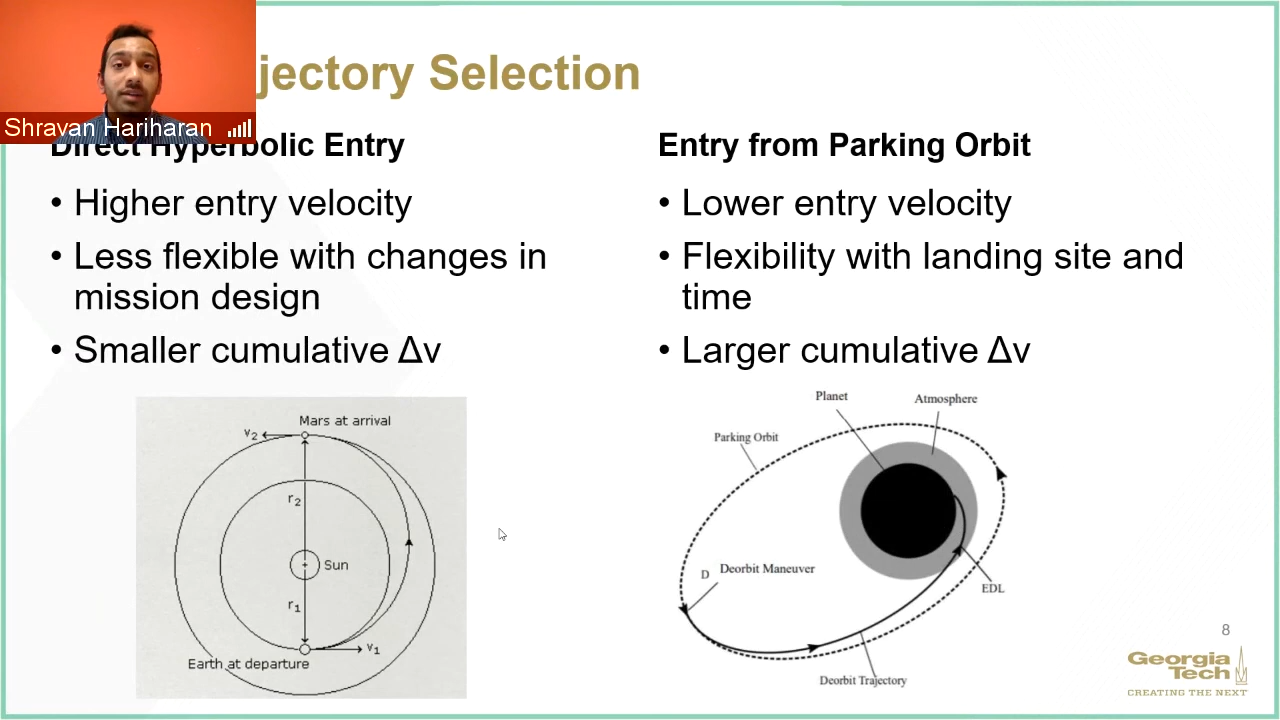 jectory Selection
Shravan Hariharan
Direct Hyperbolic Entry
• Higher entry velocity
• Less flexible with changes in
mission design
• Smaller cumulative Δv
Mars at arrival
v2
r2
Sun
r1
v1
Earth at departure
Entry from Parking Orbit
• Lower entry velocity
• Flexibility with landing site and
time
• Larger cumulative Δv
Planet
Atmosphere
Parking Orbit
D Deorbit Maneuver
EDL
Deorbit Trajectory
8
Georgia
Tech
CREATING THE NEXT